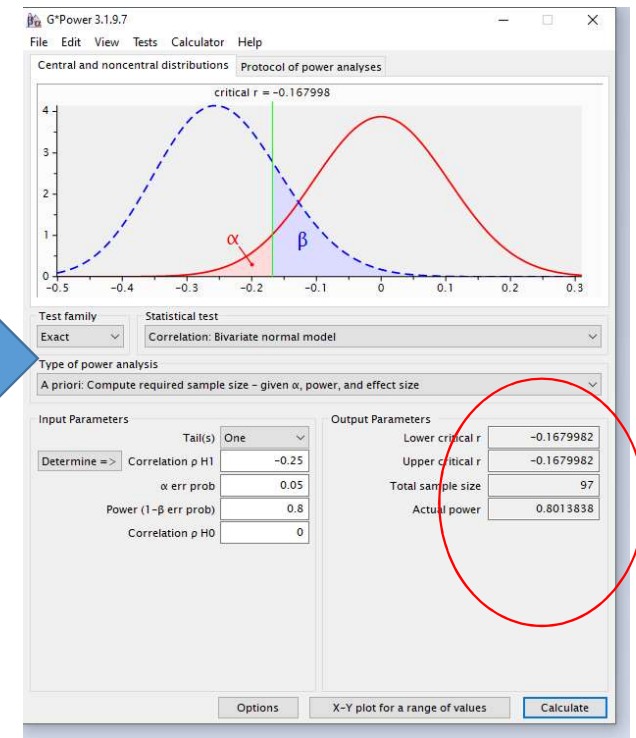 G*Power 3.1.9.7
File Edit View Tests Calculator Help
Central and noncentral distributions Protocol of power analyses
critical r = -0.167998
4
3
2
1
0
α
β
-0.5 -0.4 -0.3 -0.2 -0.1 0 0.1 0.2 0.3
Test family Statistical test
Exact Correlation: Bivariate normal model
Type of power analysis
A priori: Compute required sample size - given α, power, and effect size
Input Parameters Output Parameters
Tail(s) One Lower critical r -0.1679982
Determine => Correlation ρ H1 -0.25 Upper critical r -0.1679982
α err prob 0.05 Total sample size 97
Power (1-β err prob) 0.8 Actual power 0.8013838
Correlation ρ H0 0
Options X-Y plot for a range of values Calculate